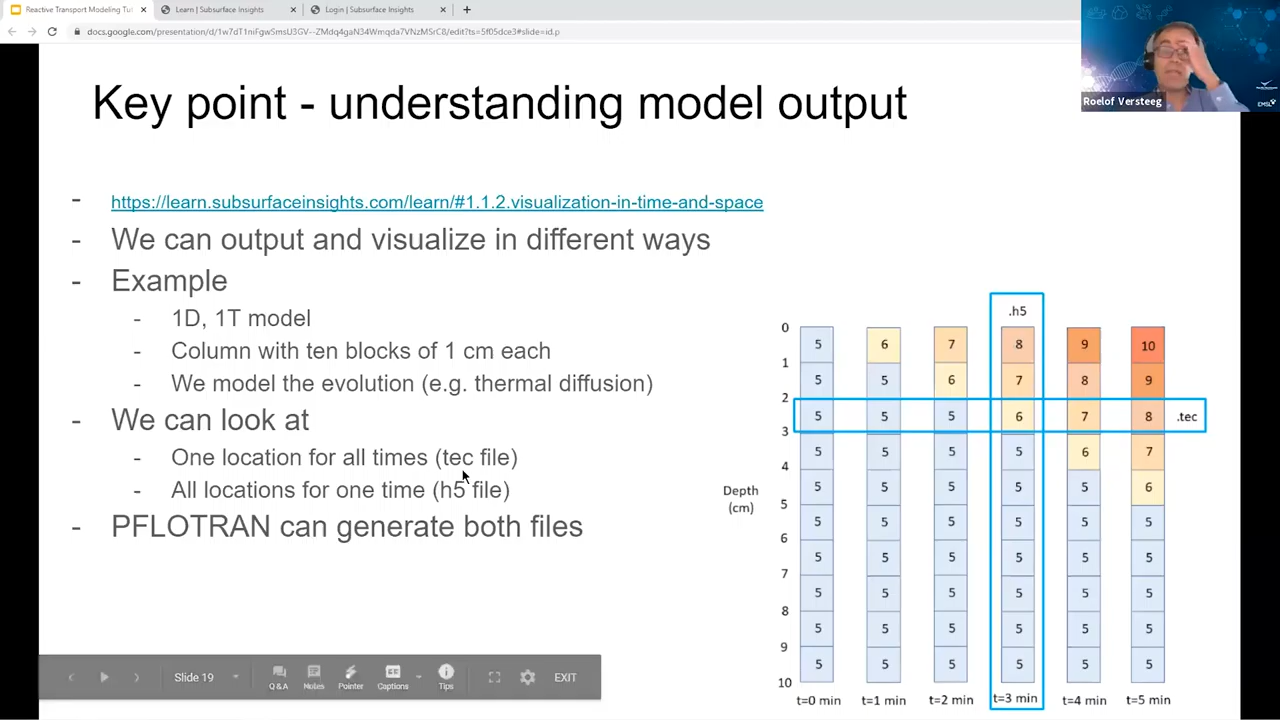 Reactive Transport Modeling Tut
Learn | Subsurface Insights
Login | Subsurface Insights
docs.google.com/presentation/d/1w7dT1niFgwSmsU3GV--ZMdq4gaN34Wmqda7VNzMSrC8/edit?ts=5f05dce3#slide=id.p
Roelof Versteeg
EMSL
Key point - understanding model output
- https://learn.subsurfaceinsights.com/learn/#1.1.2.visualization-in-time-and-space
- We can output and visualize in different ways
- Example
- 1D, 1T model
- Column with ten blocks of 1 cm each
- We model the evolution (e.g. thermal diffusion)
- We can look at
- One location for all times (tec file)
- All locations for one time (h5 file)
- PFLOTRAN can generate both files
.h5
0
5 6 7 8 9 10
1
5 5 6 7 8 9
2
5 5 5 6 7 8 .tec
3
5 5 5 5 6 7
4
5 5 5 5 5 6
Depth
(cm)
5
5 5 5 5 5 5
6
5 5 5 5 5 5
7
5 5 5 5 5 5
8
5 5 5 5 5 5
9
5 5 5 5 5 5
10
t=0 min t=1 min t=2 min t=3 min t=4 min t=5 min
Slide 19
Q&A
Notes
Pointer
Captions
Tips
EXIT